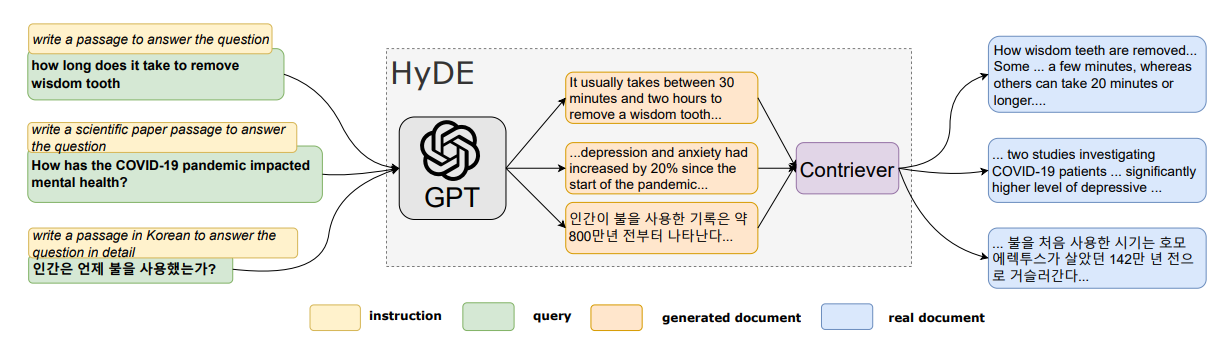 write a passage to answer the question
how long does it take to remove
wisdom tooth
write a scientific paper passage to answer
the question
How has the COVID-19 pandemic impacted
mental health?
write a passage in Korean to answer the
question in detail
인간은 언제 불을 사용했는가?
HyDE
GPT
It usually takes between 30
minutes and two hours to
remove a wisdom tooth...
...depression and anxiety had
increased by 20% since the
start of the pandemic...
인간이 불을 사용한 기록은 약
800만년 전부터 나타난다...
Contriever
How wisdom teeth are removed...
Some ... a few minutes, whereas
others can take 20 minutes or
longer....
... two studies investigating
COVID-19 patients ... significantly
higher level of depressive ...
... 불을 처음 사용한 시기는 호모
에렉투스가 살았던 142만 년 전으
로 거슬러간다...
instruction
query
generated document
real document